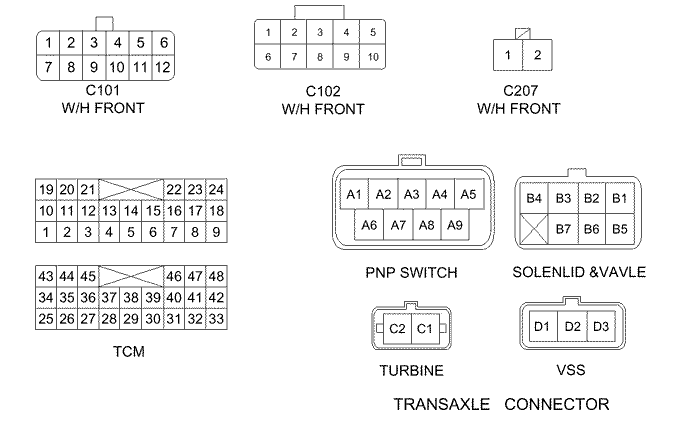 1 2 3 4 5 6
7 8 9 10 11 12
C101
W/H FRONT
1 2 3 4 5
6 7 8 9 10
C102
W/H FRONT
1 2
C207
W/H FRONT
19 20 21 22 23 24
10 11 12 13 14 15 16 17 18
1 2 3 4 5 6 7 8 9
43 44 45 46 47 48
34 35 36 37 38 39 40 41 42
25 26 27 28 29 30 31 32 33
TCM
A1 A2 A3 A4 A5
A6 A7 A8 A9
PNP SWITCH
B4 B3 B2 B1
B7 B6 B5
SOLENLID &VAVLE
C2 C1
TURBINE
D1 D2 D3
VSS
TRANSAXLE CONNECTOR